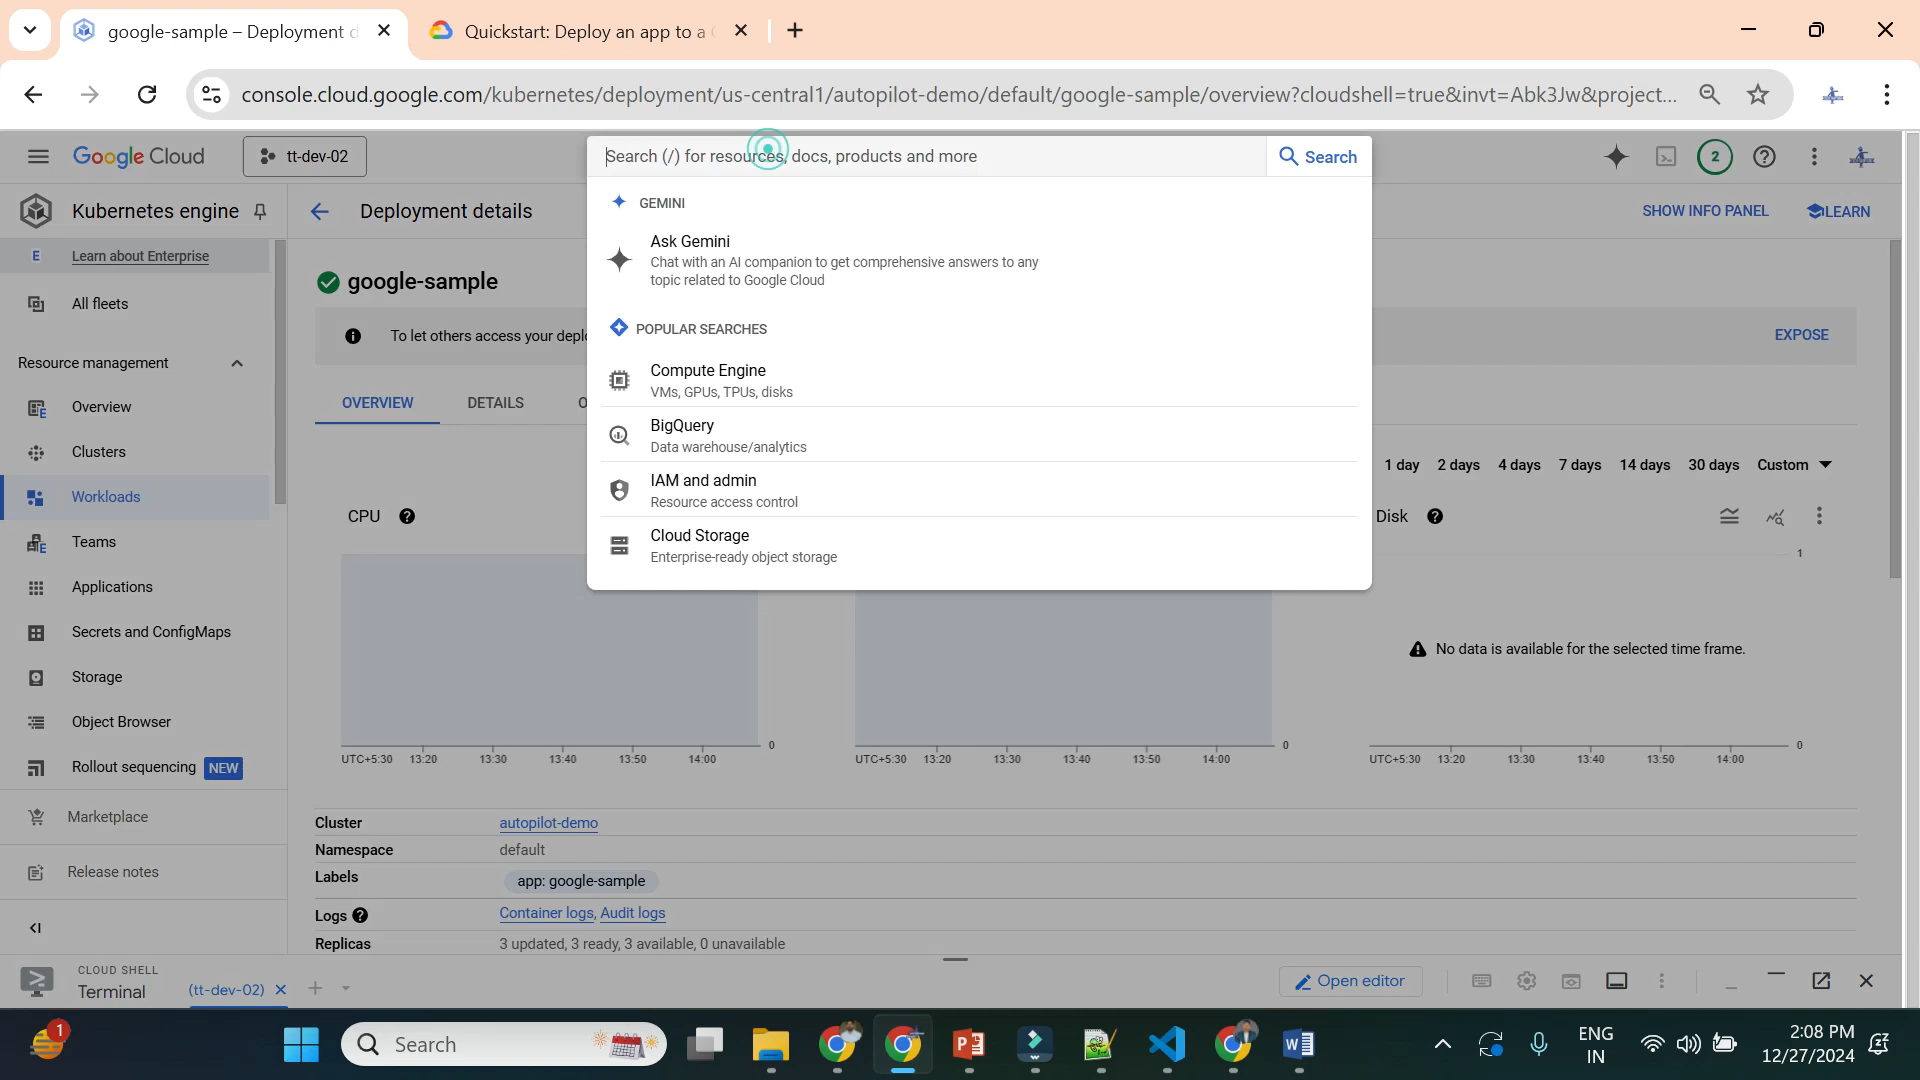 google-sample – Deployment d
Quickstart: Deploy an app to a
console.cloud.google.com/kubernetes/deployment/us-central1/autopilot-demo/default/google-sample/overview?cloudshell=true&invt=Abk3Jw&project...
Google Cloud
tt-dev-02
Search (/) for resources, docs, products and more
Search
2
Kubernetes engine
Deployment details
SHOW INFO PANEL
LEARN
GEMINI
Ask Gemini
Chat with an AI companion to get comprehensive answers to any
topic related to Google Cloud
POPULAR SEARCHES
Compute Engine
VMs, GPUs, TPUs, disks
BigQuery
Data warehouse/analytics
IAM and admin
Resource access control
Cloud Storage
Enterprise-ready object storage
E Learn about Enterprise
All fleets
Resource management
Overview
Clusters
Workloads
Teams
Applications
Secrets and ConfigMaps
Storage
Object Browser
Rollout sequencing NEW
Marketplace
Release notes
google-sample
To let others access your depl
EXPOSE
OVERVIEW
DETAILS
O
1 day 2 days 4 days 7 days 14 days 30 days Custom
CPU
Disk
1
No data is available for the selected time frame.
0
UTC+5:30 13:20 13:30 13:40 13:50 14:00
0
UTC+5:30 13:20 13:30 13:40 13:50 14:00
0
UTC+5:30 13:20 13:30 13:40 13:50 14:00
Cluster autopilot-demo
Namespace default
Labels app: google-sample
Logs Container logs, Audit logs
Replicas 3 updated, 3 ready, 3 available, 0 unavailable
CLOUD SHELL
Terminal
(tt-dev-02)
Open editor
1
Search
ENG
IN
2:08 PM
12/27/2024